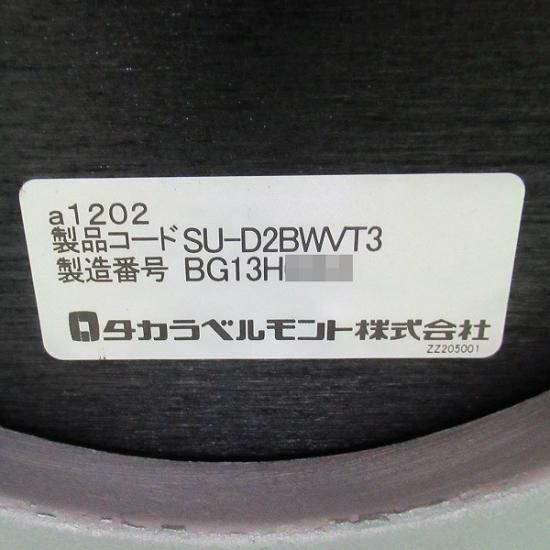 a1202
製品コード SU-D2BWVT3
製造番号 BG13H
タカラベルモント株式会社
ZZ205001